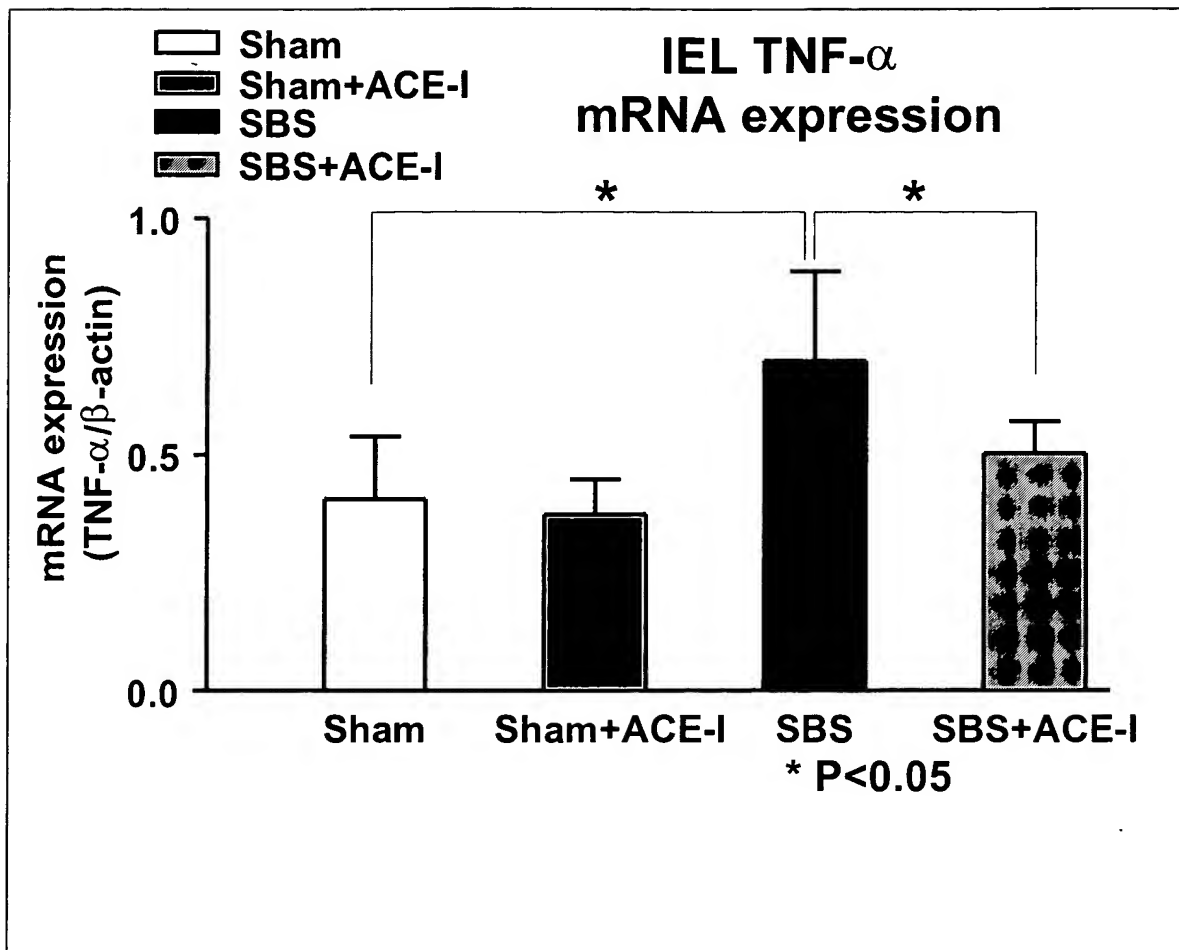 Sham
Sham+ACE-I
SBS
SBS+ACE-I
IEL TNF-α
mRNA expression
*
*
1.0
0.5
0.0
mRNA expression
(TNF-α/β-actin)
Sham
Sham+ACE-I
SBS
SBS+ACE-I
* P<0.05